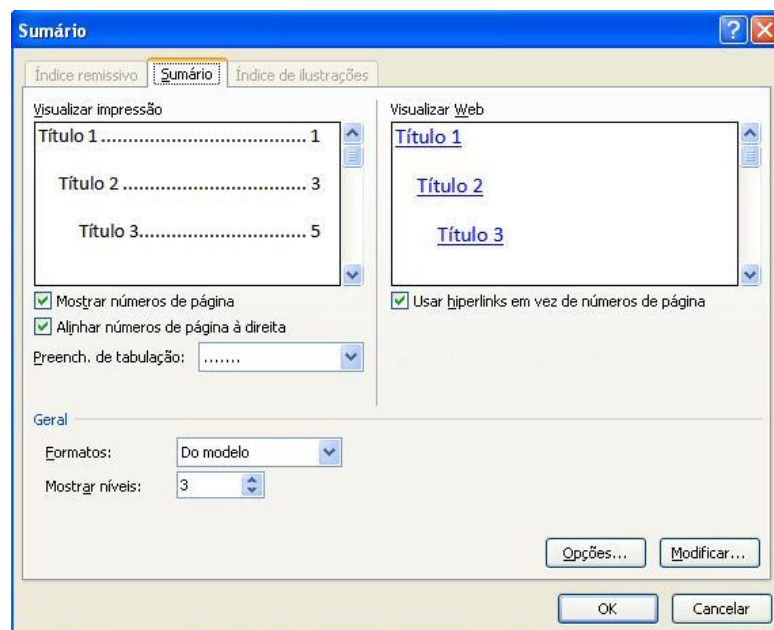 Sumário
Índice remissivo Sumário Índice de ilustrações
Visualizar impressão
Título 1 ..................................... 1
Título 2 ................................. 3
Título 3.............................. 5
Visualizar Web
Título 1
Título 2
Título 3
Mostrar números de página
Alinhar números de página à direita
Preench. de tabulação: .......
Usar hiperlinks em vez de números de página
Geral
Formatos: Do modelo
Mostrar níveis: 3
Opções... Modificar...
OK Cancelar